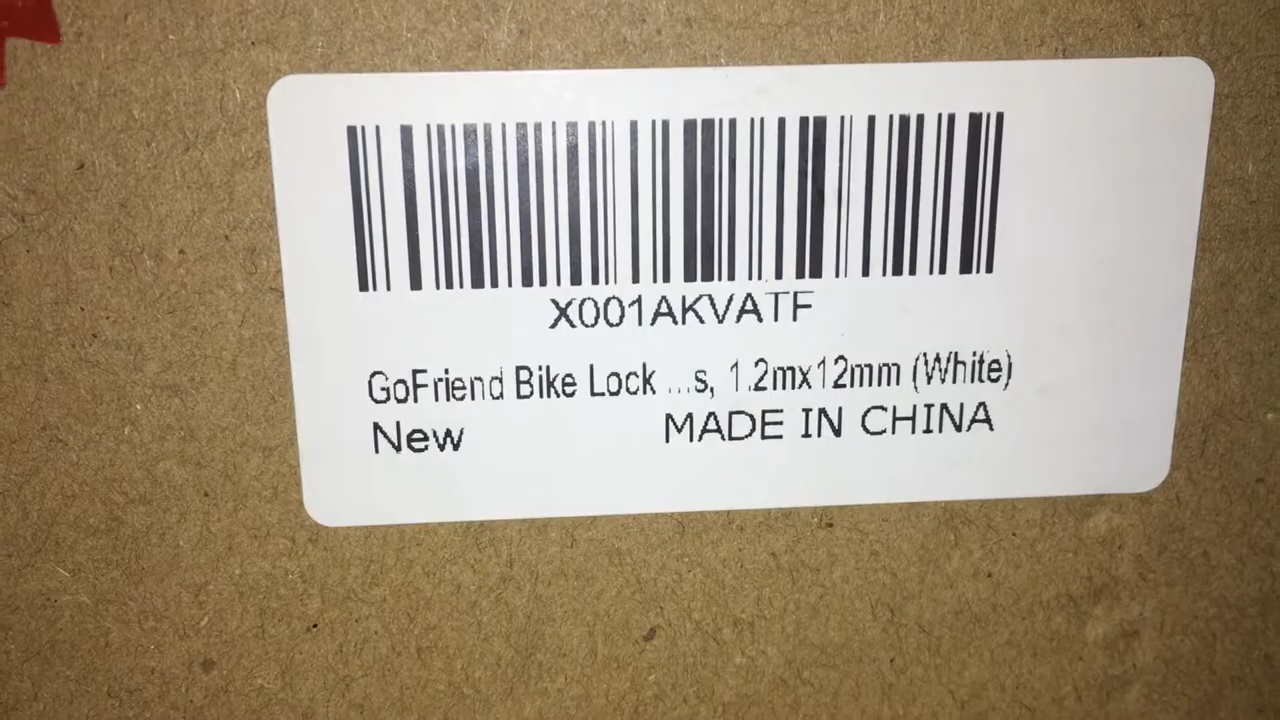 X001AKVATF
GoFriend Bike Lock ...s, 1.2mx12mm (White)
New MADE IN CHINA